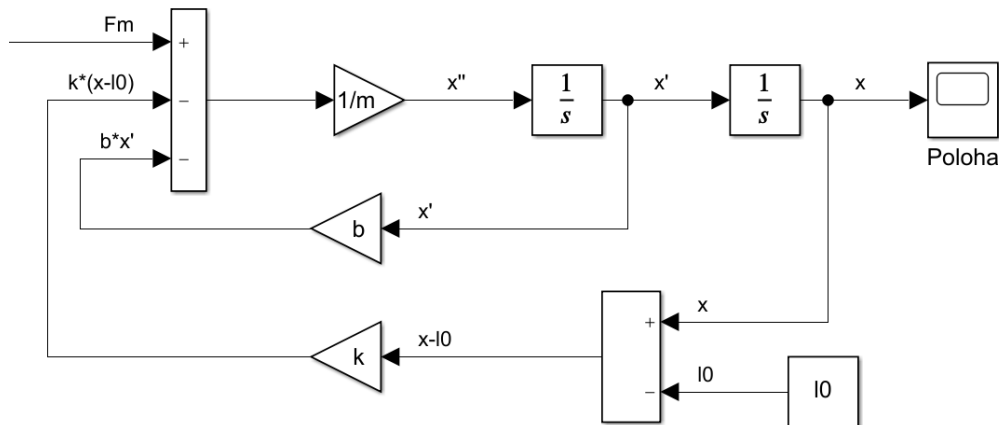 Fm
+
k*(x-l0)
−
b*x'
−
1/m
x''
1
s
x'
1
s
x
Poloha
b
x'
k
x-l0
+
x
−
l0
l0